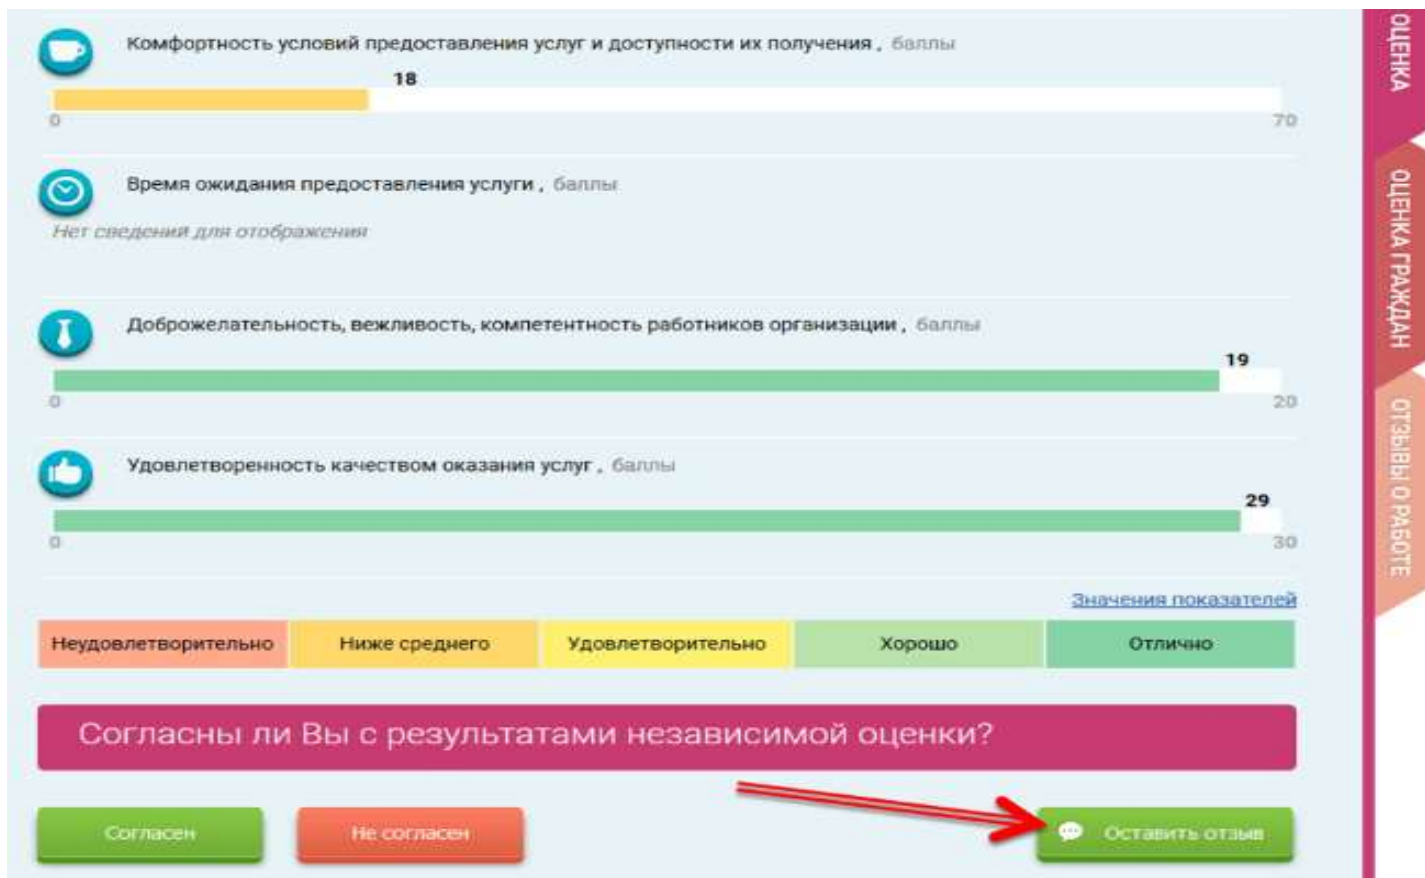 Комфортность условий предоставления услуг и доступности их получения , баллы
18
0 70
Время ожидания предоставления услуги , баллы
Нет сведений для отображения
Доброжелательность, вежливость, компетентность работников организации , баллы
19
0 20
Удовлетворенность качеством оказания услуг , баллы
29
0 30
Значения показателей
Неудовлетворительно Ниже среднего Удовлетворительно Хорошо Отлично
Согласны ли Вы с результатами независимой оценки?
Согласен Не согласен Оставить отзыв
ОЦЕНКА
ОЦЕНКА ГРАЖДАН
ОТЗЫВЫ О РАБОТЕ